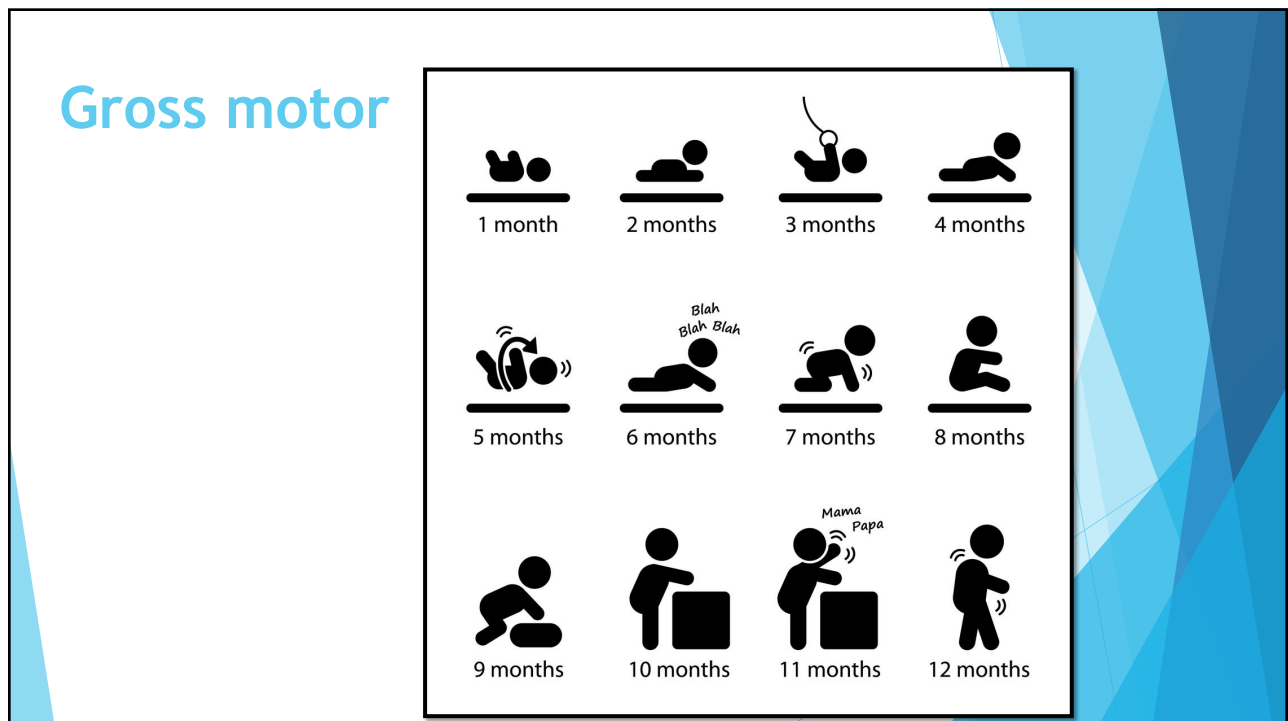 Gross motor
1 month
2 months
3 months
4 months
Blah
Blah Blah
5 months
6 months
7 months
8 months
Mama
Papa
9 months
10 months
11 months
12 months